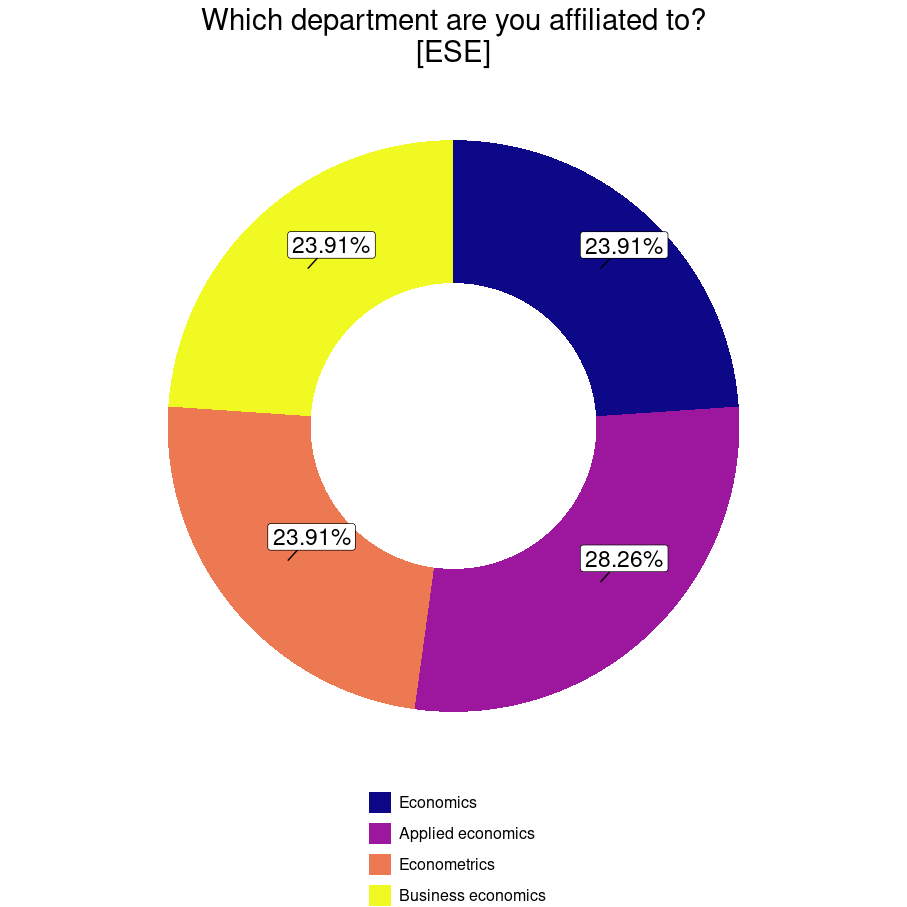 Which department are you affiliated to?
[ESE]
23.91%
23.91%
23.91%
28.26%
Economics
Applied economics
Econometrics
Business economics